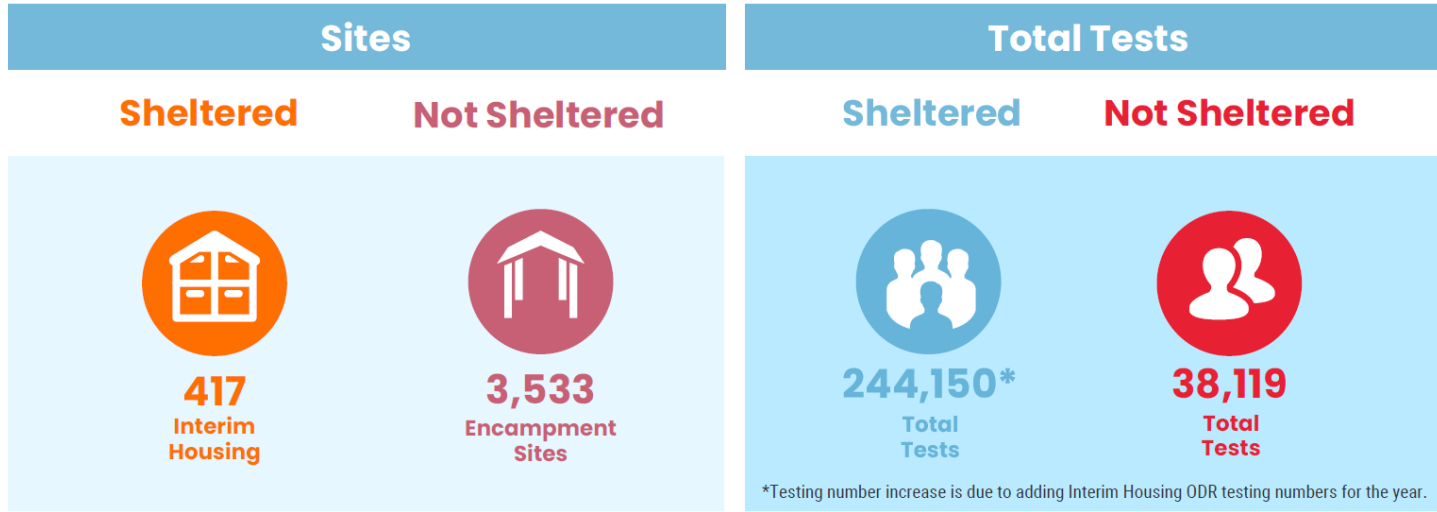 Sites
Sheltered
Not Sheltered
417
Interim
Housing
3,533
Encampment
Sites
Total Tests
Sheltered
Not Sheltered
244,150*
Total
Tests
38,119
Total
Tests
*Testing number increase is due to adding Interim Housing ODR testing numbers for the year.